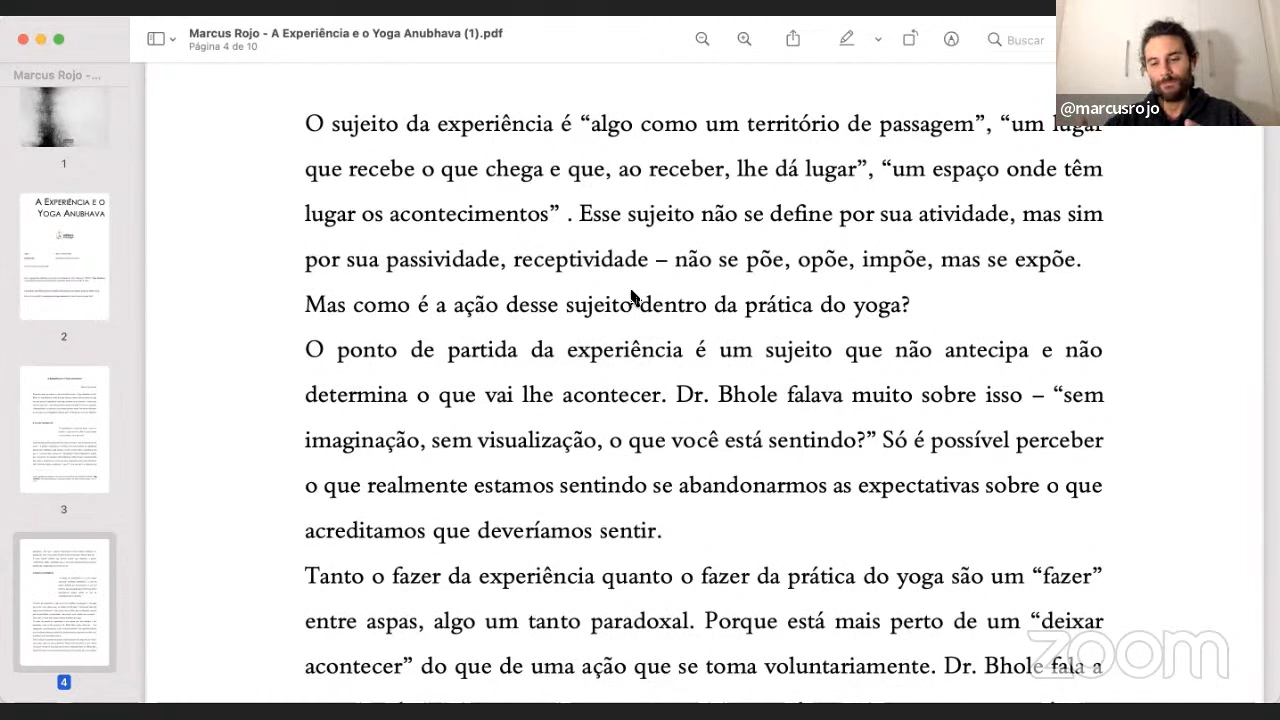 Marcus Rojo - A Experiência e o Yoga Anubhava (1).pdf
Página 4 de 10
Buscar
@marcusrojo
Marcus Rojo -...
1
A EXPERIÊNCIA E O
YOGA ANUBHAVA
2
3
4
O sujeito da experiência é “algo como um território de passagem”, “um lugar
que recebe o que chega e que, ao receber, lhe dá lugar”, “um espaço onde têm
lugar os acontecimentos” . Esse sujeito não se define por sua atividade, mas sim
por sua passividade, receptividade – não se põe, opõe, impõe, mas se expõe.
Mas como é a ação desse sujeito dentro da prática do yoga?
O ponto de partida da experiência é um sujeito que não antecipa e não
determina o que vai lhe acontecer. Dr. Bhole falava muito sobre isso – “sem
imaginação, sem visualização, o que você está sentindo?” Só é possível perceber
o que realmente estamos sentindo se abandonarmos as expectativas sobre o que
acreditamos que deveríamos sentir.
Tanto o fazer da experiência quanto o fazer da prática do yoga são um “fazer”
entre aspas, algo um tanto paradoxal. Porque está mais perto de um “deixar
acontecer” do que de uma ação que se toma voluntariamente. Dr. Bhole fala a
zoom